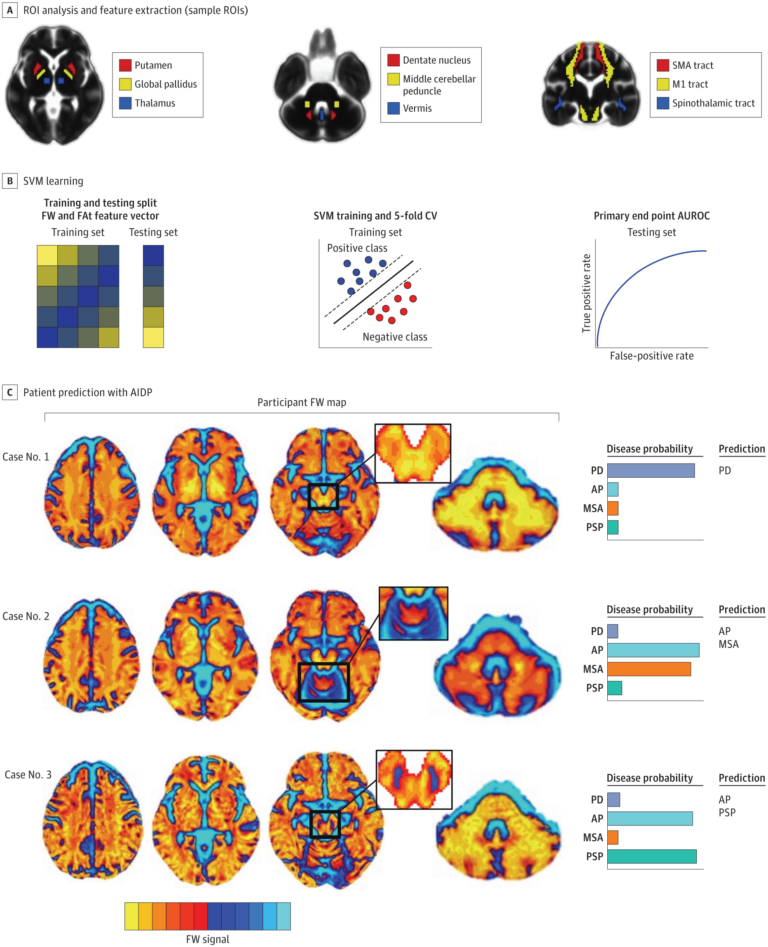 A ROI analysis and feature extraction (sample ROIs)
Putamen
Global pallidus
Thalamus
Dentate nucleus
Middle cerebellar
peduncle
Vermis
SMA tract
M1 tract
Spinothalamic tract
B SVM learning
Training and testing split
FW and FAt feature vector
Training set Testing set
SVM training and 5-fold CV
Training set
Positive class
Negative class
Primary end point AUROC
Testing set
True positive rate
False-positive rate
C Patient prediction with AIDP
Participant FW map
Case No. 1
Disease probability Prediction
PD PD
AP
MSA
PSP
Case No. 2
Disease probability Prediction
PD AP
AP MSA
MSA
PSP
Case No. 3
Disease probability Prediction
PD AP
AP PSP
MSA
PSP
FW signal